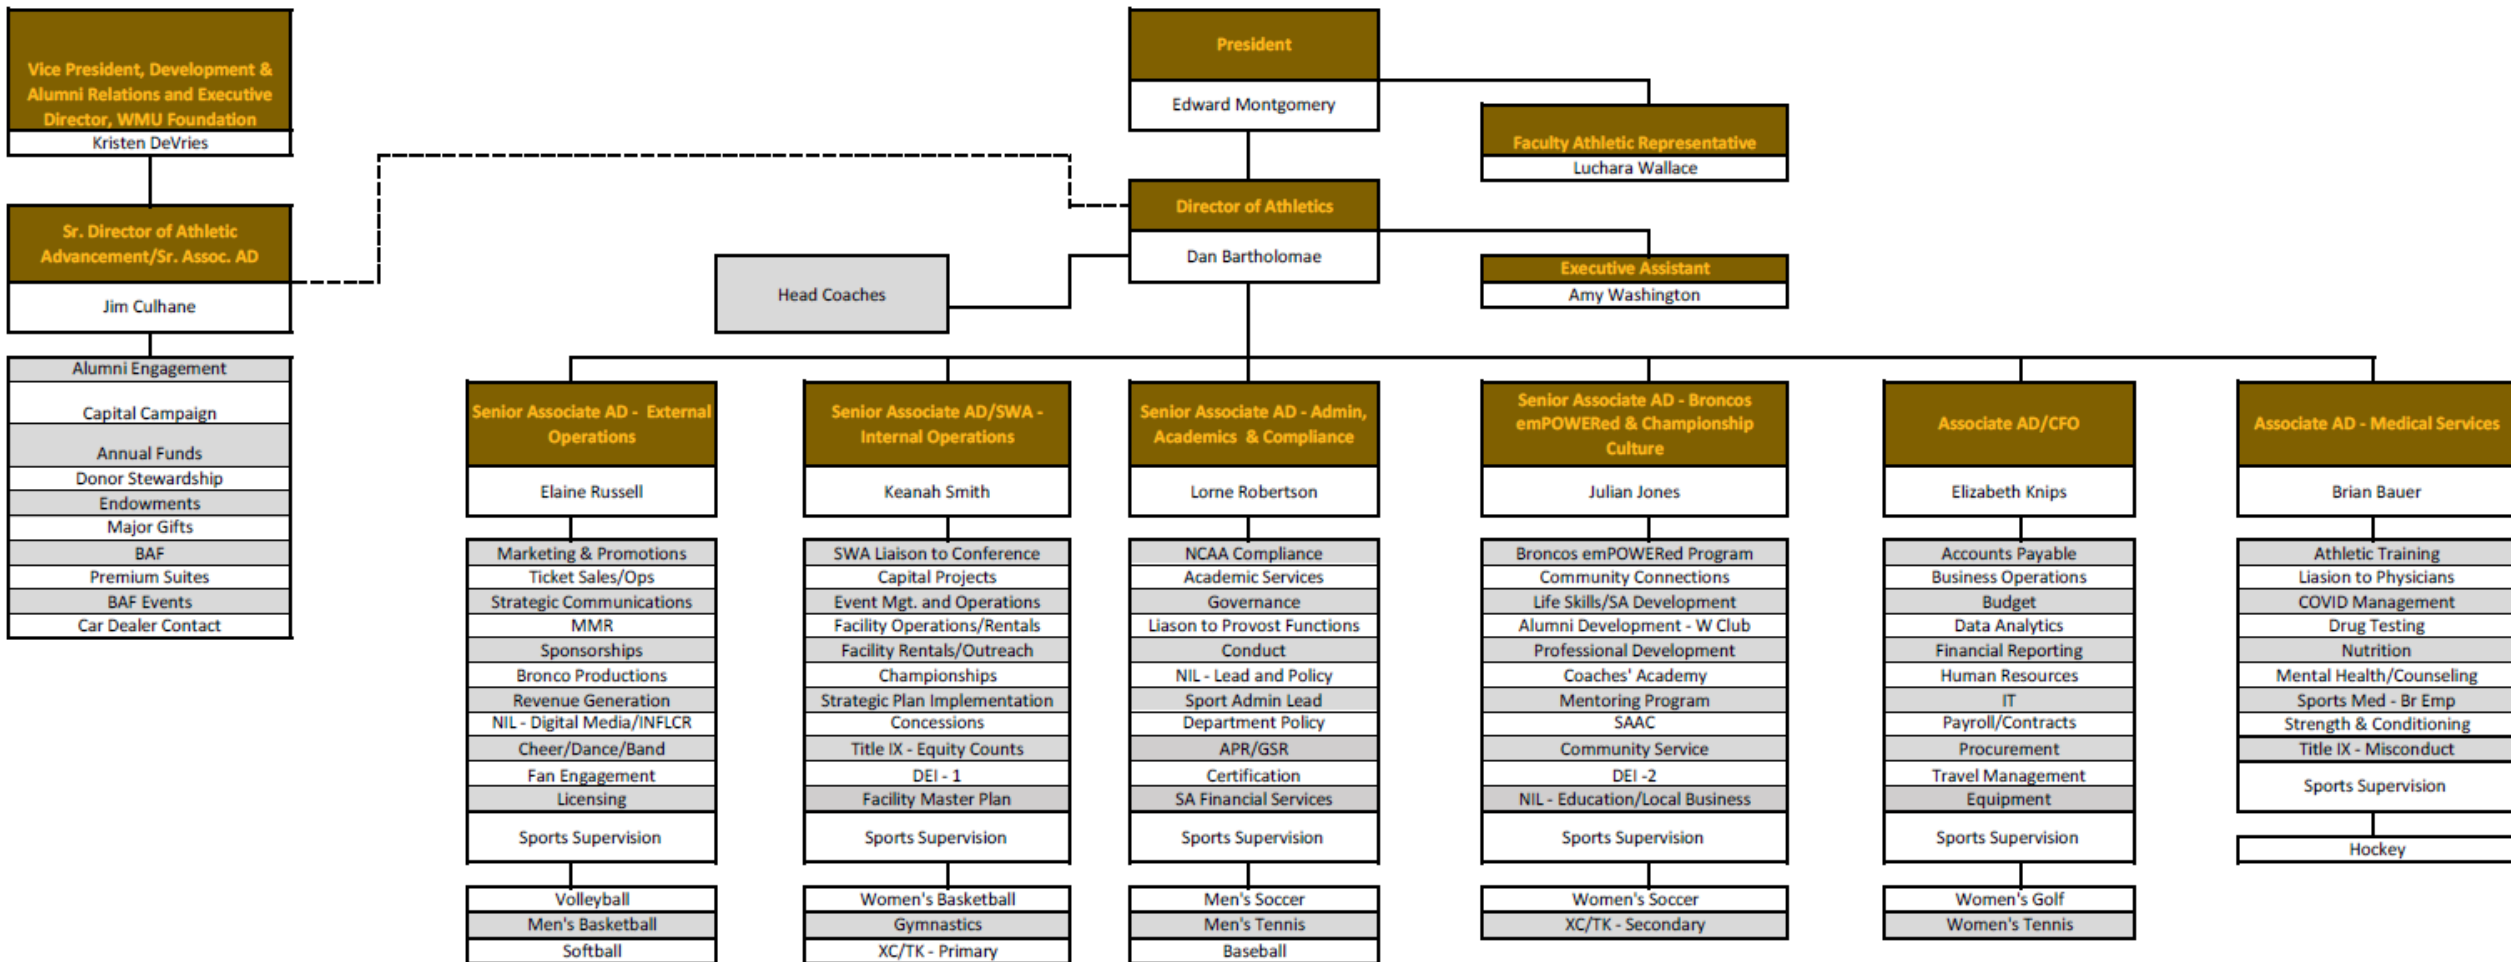 Vice President, Development &
Alumni Relations and Executive
Director, WMU Foundation
Kristen DeVries
Sr. Director of Athletic
Advancement/Sr. Assoc. AD
Jim Culhane
Alumni Engagement
Capital Campaign
Annual Funds
Donor Stewardship
Endowments
Major Gifts
BAF
Premium Suites
BAF Events
Car Dealer Contact
President
Edward Montgomery
Faculty Athletic Representative
Luchara Wallace
Director of Athletics
Dan Bartholomae
Head Coaches
Executive Assistant
Amy Washington
Senior Associate AD - External
Operations
Elaine Russell
Marketing & Promotions
Ticket Sales/Ops
Strategic Communications
MMR
Sponsorships
Bronco Productions
Revenue Generation
NIL - Digital Media/INFLCR
Cheer/Dance/Band
Fan Engagement
Licensing
Sports Supervision
Volleyball
Men's Basketball
Softball
Senior Associate AD/SWA -
Internal Operations
Keanah Smith
SWA Liaison to Conference
Capital Projects
Event Mgt. and Operations
Facility Operations/Rentals
Facility Rentals/Outreach
Championships
Strategic Plan Implementation
Concessions
Title IX - Equity Counts
DEI - 1
Facility Master Plan
Sports Supervision
Women's Basketball
Gymnastics
XC/TK - Primary
Senior Associate AD - Admin,
Academics & Compliance
Lorne Robertson
NCAA Compliance
Academic Services
Governance
Liason to Provost Functions
Conduct
NIL - Lead and Policy
Sport Admin Lead
Department Policy
APR/GSR
Certification
SA Financial Services
Sports Supervision
Men's Soccer
Men's Tennis
Baseball
Senior Associate AD - Broncos
emPOWERed & Championship
Culture
Julian Jones
Broncos emPOWERed Program
Community Connections
Life Skills/SA Development
Alumni Development - W Club
Professional Development
Coaches' Academy
Mentoring Program
SAAC
Community Service
DEI -2
NIL - Education/Local Business
Sports Supervision
Women's Soccer
XC/TK - Secondary
Associate AD/CFO
Elizabeth Knips
Accounts Payable
Business Operations
Budget
Data Analytics
Financial Reporting
Human Resources
IT
Payroll/Contracts
Procurement
Travel Management
Equipment
Sports Supervision
Women's Golf
Women's Tennis
Associate AD - Medical Services
Brian Bauer
Athletic Training
Liasion to Physicians
COVID Management
Drug Testing
Nutrition
Mental Health/Counseling
Sports Med - Br Emp
Strength & Conditioning
Title IX - Misconduct
Sports Supervision
Hockey